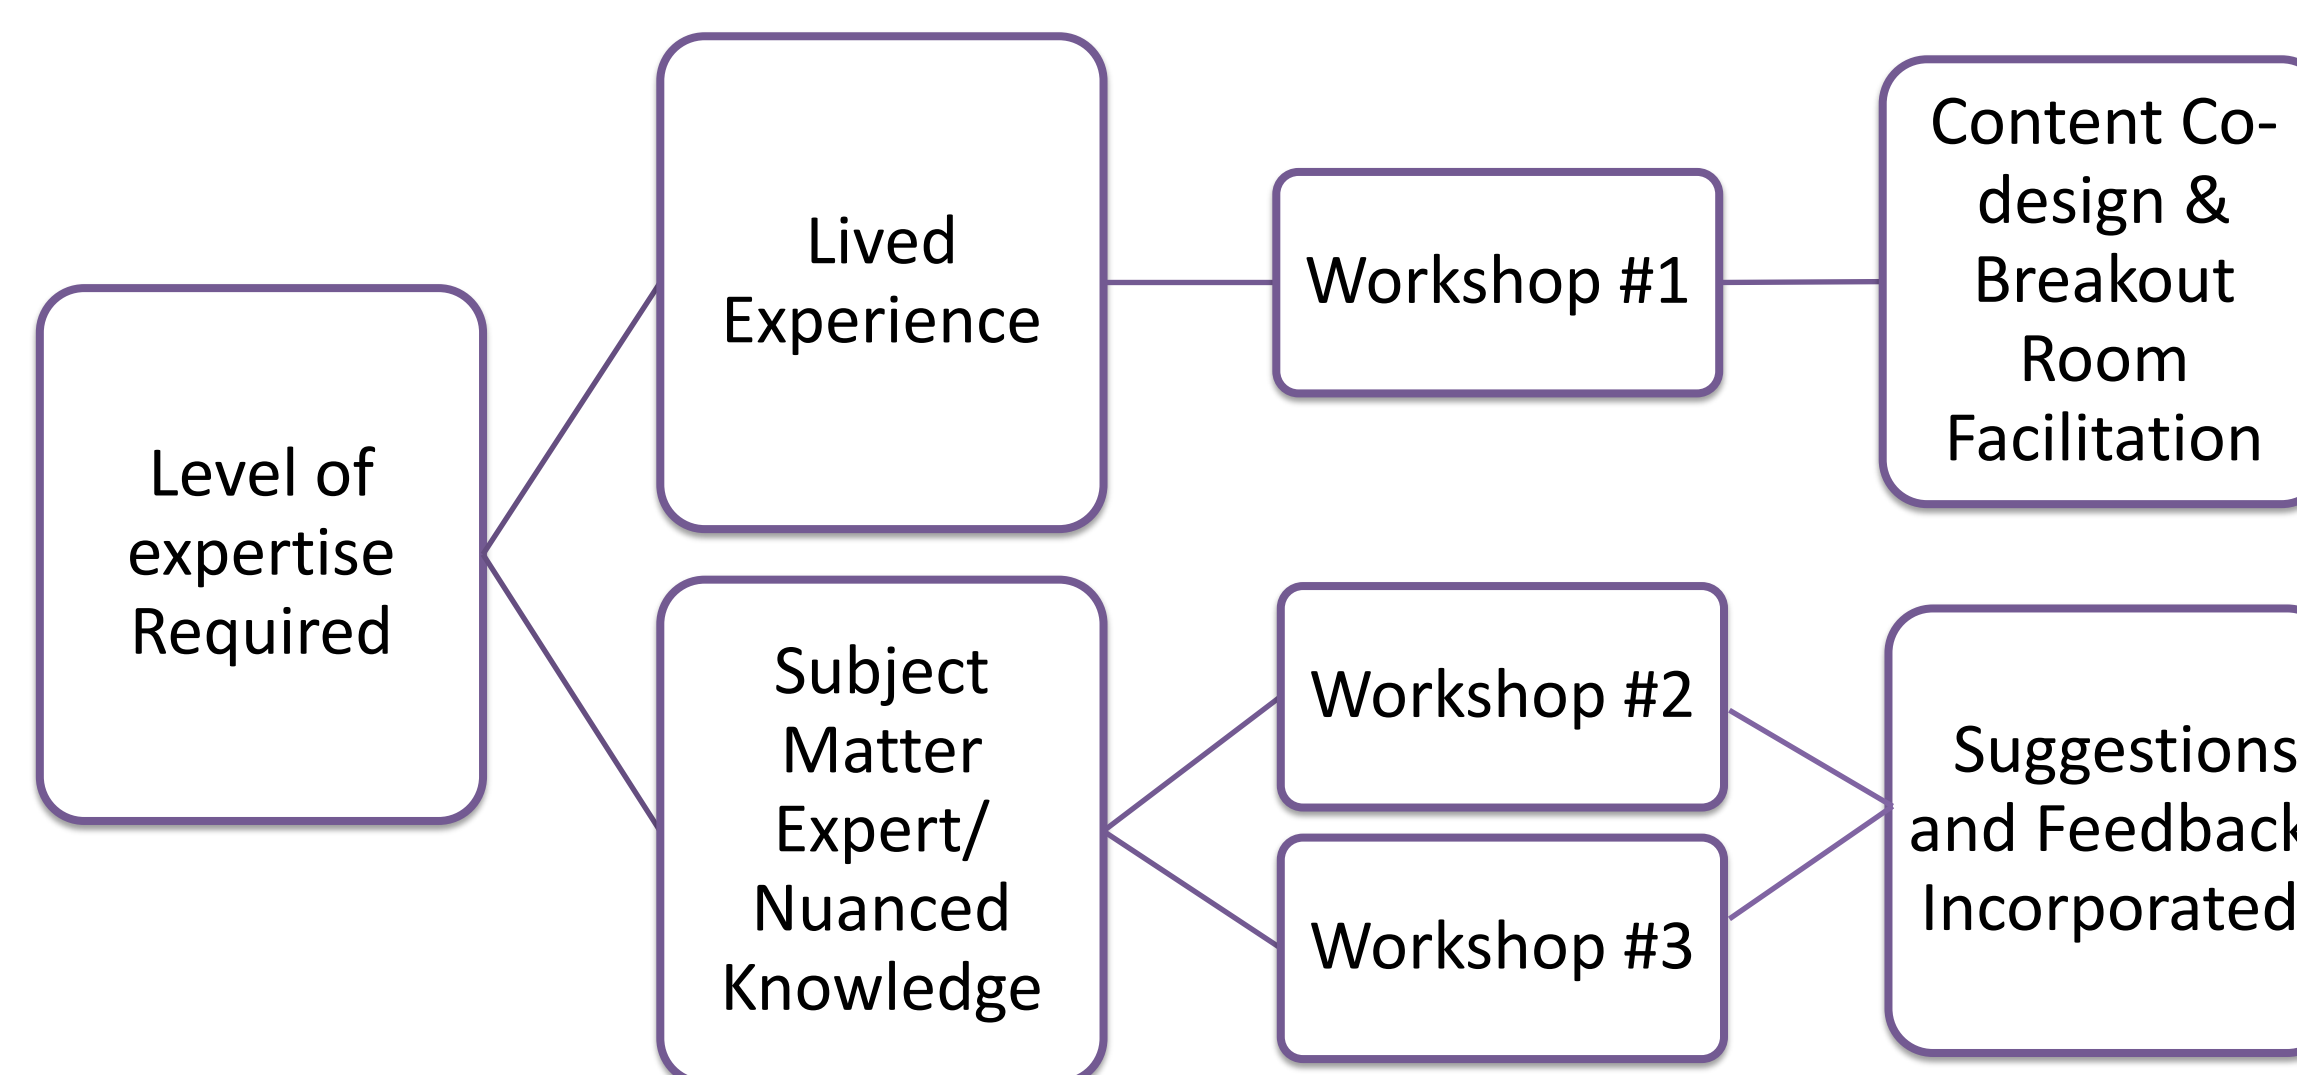 Level of
expertise
Required
Lived
Experience
Workshop #1
Content Co-
design &
Breakout
Room
Facilitation
Subject
Matter
Expert/
Nuanced
Knowledge
Workshop #2
Workshop #3
Suggestions
and Feedback
Incorporated